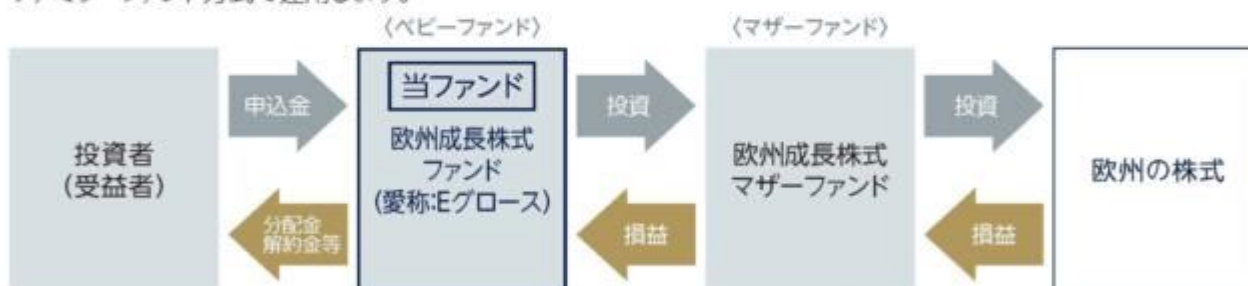 〈ベビーファンド〉
〈マザーファンド〉
投資者
(受益者)
申込金
分配金
解約金等
当ファンド
欧州成長株式
ファンド
(愛称:Eグロース)
投資
損益
欧州成長株式
マザーファンド
投資
損益
欧州の株式